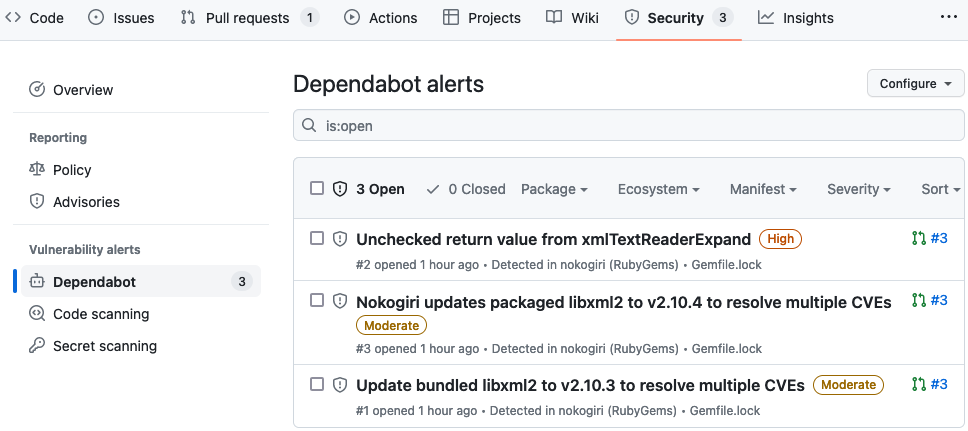 Code Issues Pull requests 1 Actions Projects Wiki Security 3 Insights
Dependabot alerts
Configure
is:open
Overview
Reporting
Policy
Advisories
Vulnerability alerts
Dependabot 3
Code scanning
Secret scanning
3 Open 0 Closed Package Ecosystem Manifest Severity Sort
Unchecked return value from xmlTextReaderExpand High #3
#2 opened 1 hour ago • Detected in nokogiri (RubyGems) • Gemfile.lock
Nokogiri updates packaged libxml2 to v2.10.4 to resolve multiple CVEs #3
Moderate
#3 opened 1 hour ago • Detected in nokogiri (RubyGems) • Gemfile.lock
Update bundled libxml2 to v2.10.3 to resolve multiple CVEs Moderate #3
#1 opened 1 hour ago • Detected in nokogiri (RubyGems) • Gemfile.lock